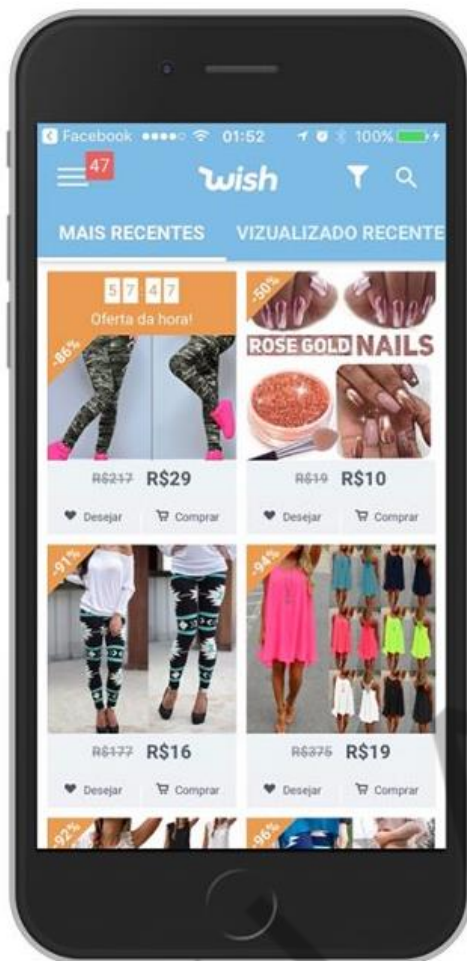 Facebook 01:52 100%
47
wish
MAIS RECENTES VIZUALIZADO RECENTE
57 47
Oferta da hora!
-86%
-50%
ROSE GOLD NAILS
R$217 R$29
R$19 R$10
Desejar Comprar
Desejar Comprar
-91%
-94%
R$177 R$16
R$375 R$19
Desejar Comprar
Desejar Comprar
-92%
-96%